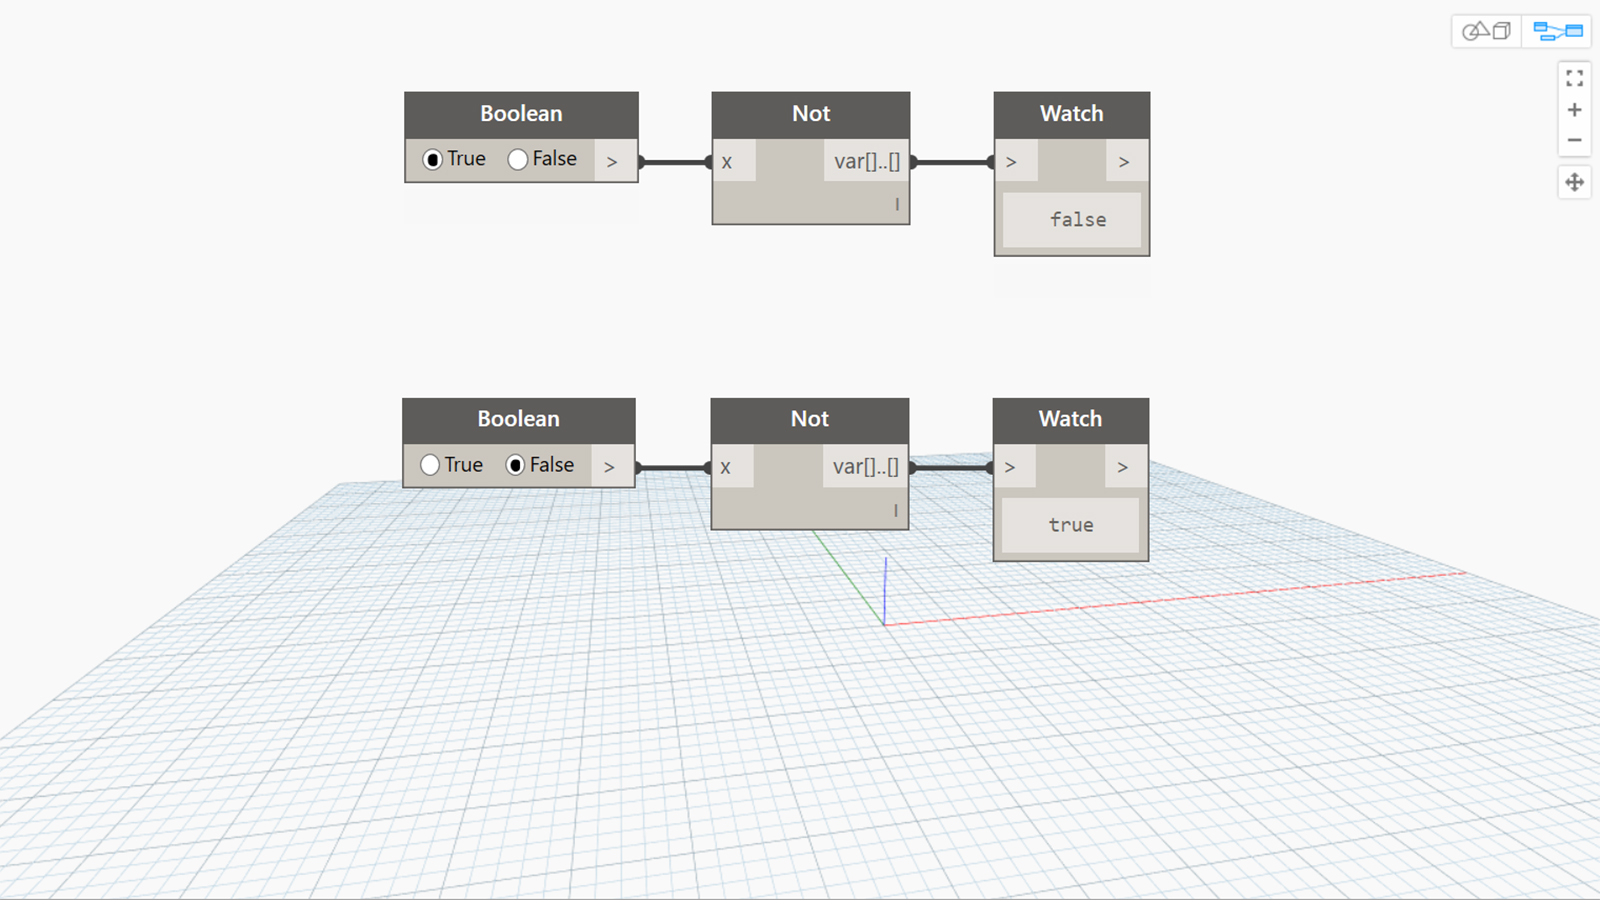 Boolean
True False >
Not
x var[]..[]
l
Watch
> >
false
Boolean
True False >
Not
x var[]..[]
l
Watch
> >
true